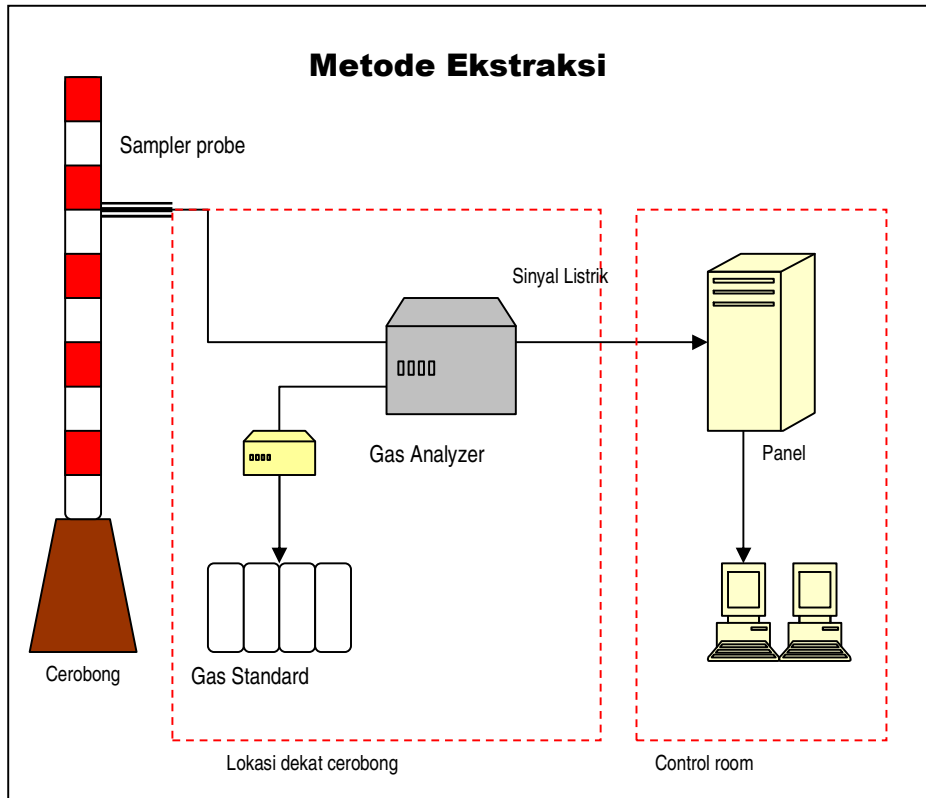 Metode Ekstraksi
Sampler probe
Sinyal Listrik
Gas Analyzer
Panel
Gas Standard
Cerobong
Lokasi dekat cerobong
Control room